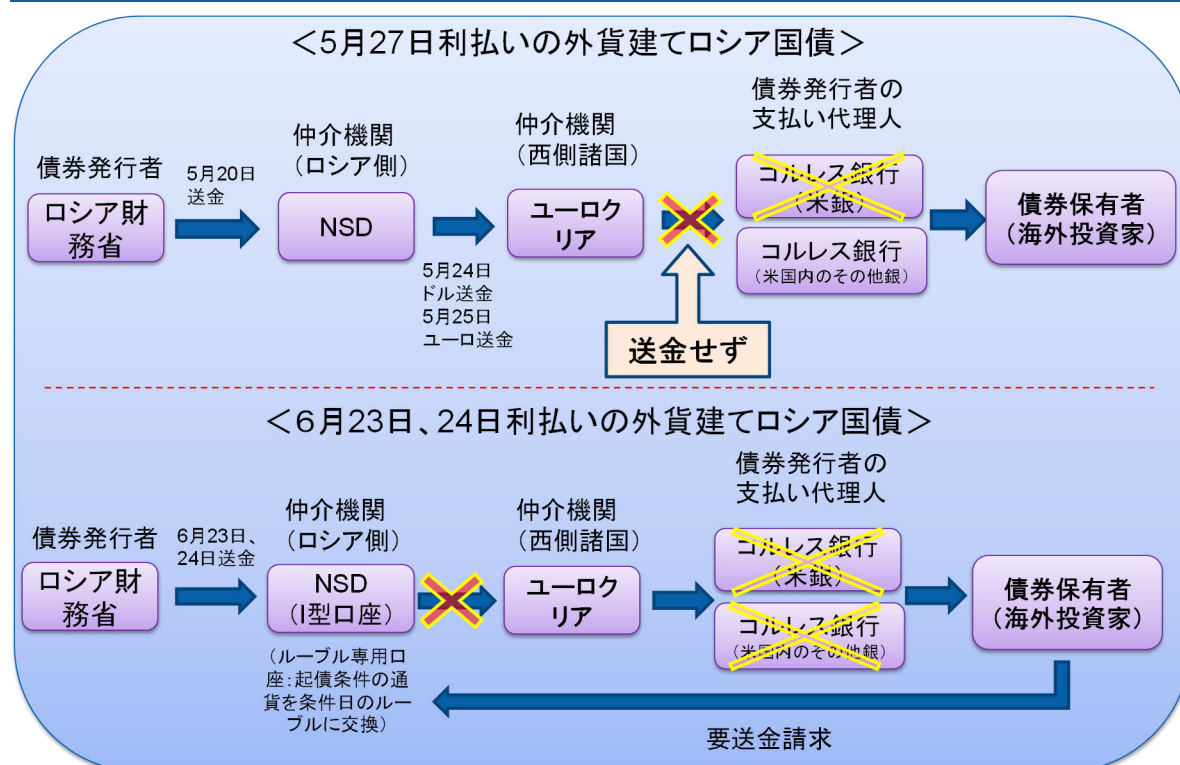 ＜5月27日利払いの外貨建てロシア国債＞
債券発行者の
支払い代理人
仲介機関
（西側諸国）
仲介機関
（ロシア側）
債券発行者
5月20日
送金
ロシア財
務省
NSD
5月24日
ドル送金
5月25日
ユーロ送金
ユーロク
リア
コルレス銀行
（米銀）
コルレス銀行
（米国内のその他銀）
債券保有者
（海外投資家）
送金せず
＜6月23日、24日利払いの外貨建てロシア国債＞
債券発行者の
支払い代理人
仲介機関
（西側諸国）
仲介機関
（ロシア側）
債券発行者
6月23日、
24日送金
ロシア財
務省
NSD
（I型口座）
（ルーブル専用口
座：起債条件の通
貨を条件日のルー
ブルに交換）
ユーロク
リア
コルレス銀行
（米銀）
コルレス銀行
（米国内のその他銀）
債券保有者
（海外投資家）
要送金請求